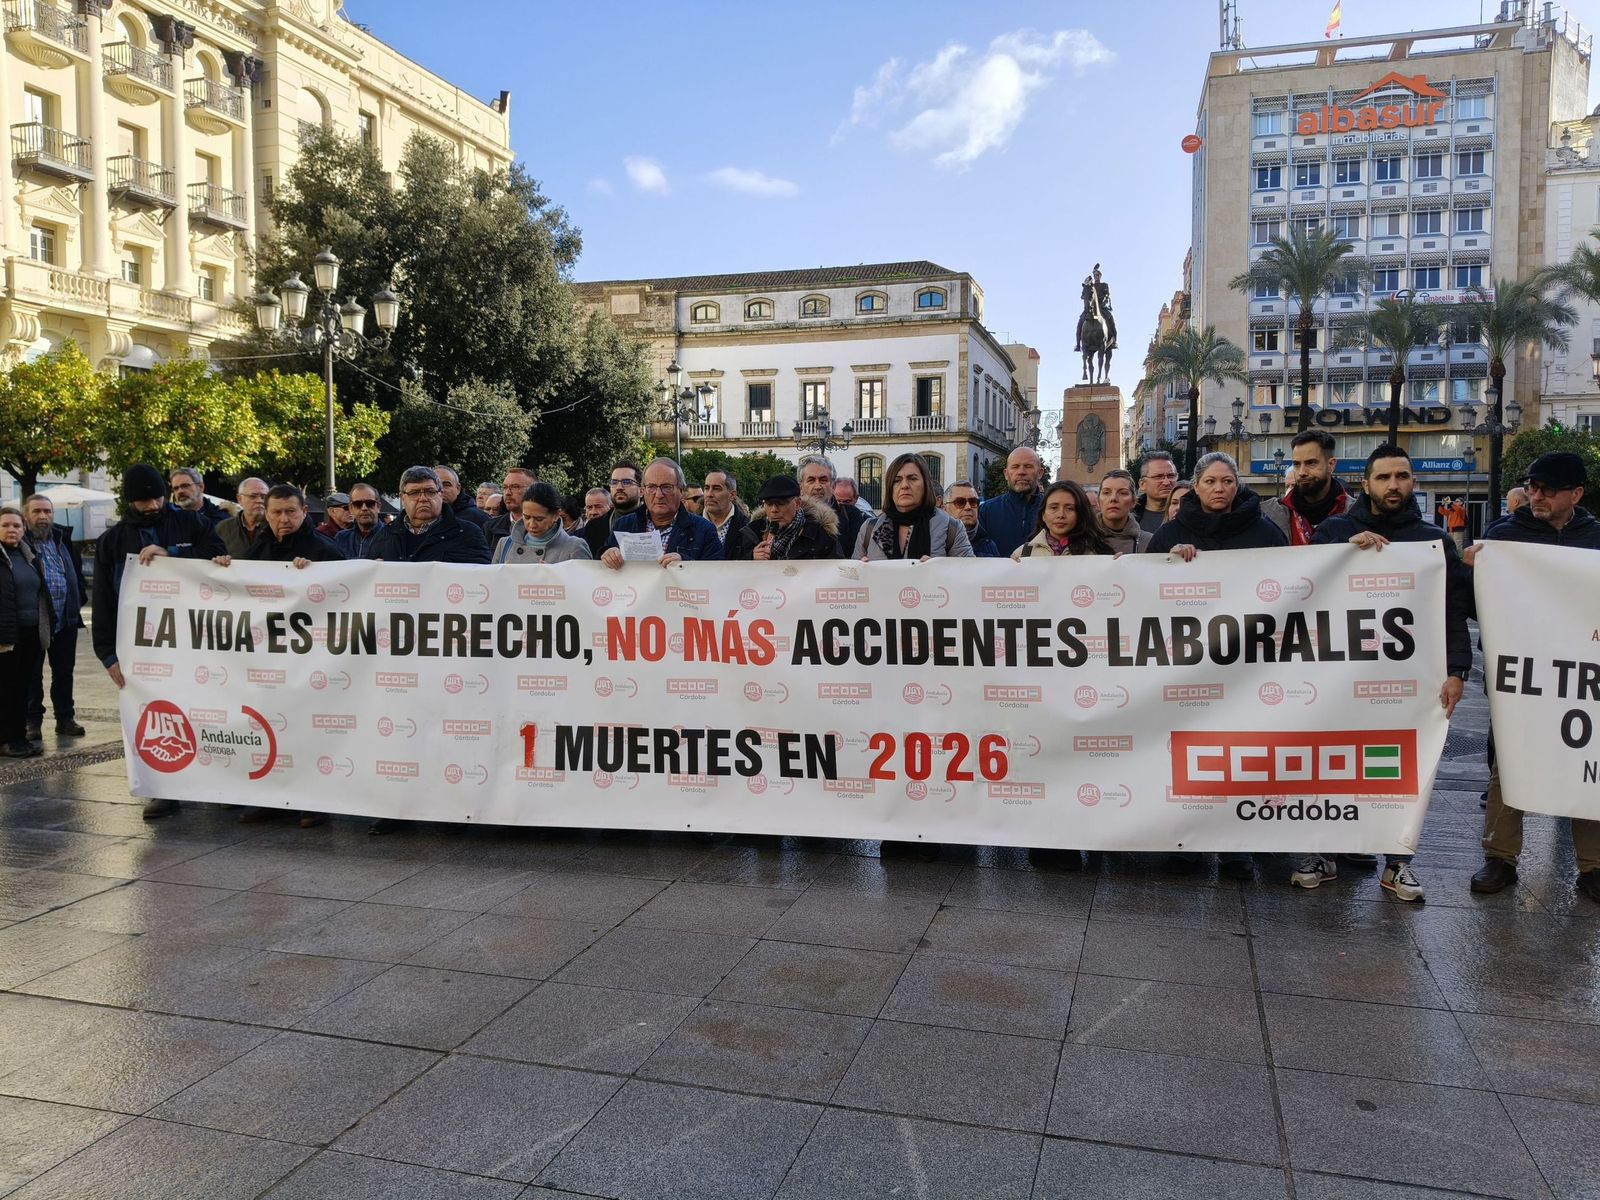 albasur
inmobiliarias
ROLWIND
Allianz
Allianz
LA VIDA ES UN DERECHO, NO MÁS ACCIDENTES LABORALES
1 MUERTES EN 2026
UGT
Andalucía
CÓRDOBA
CCOO
Córdoba
EL TR
O